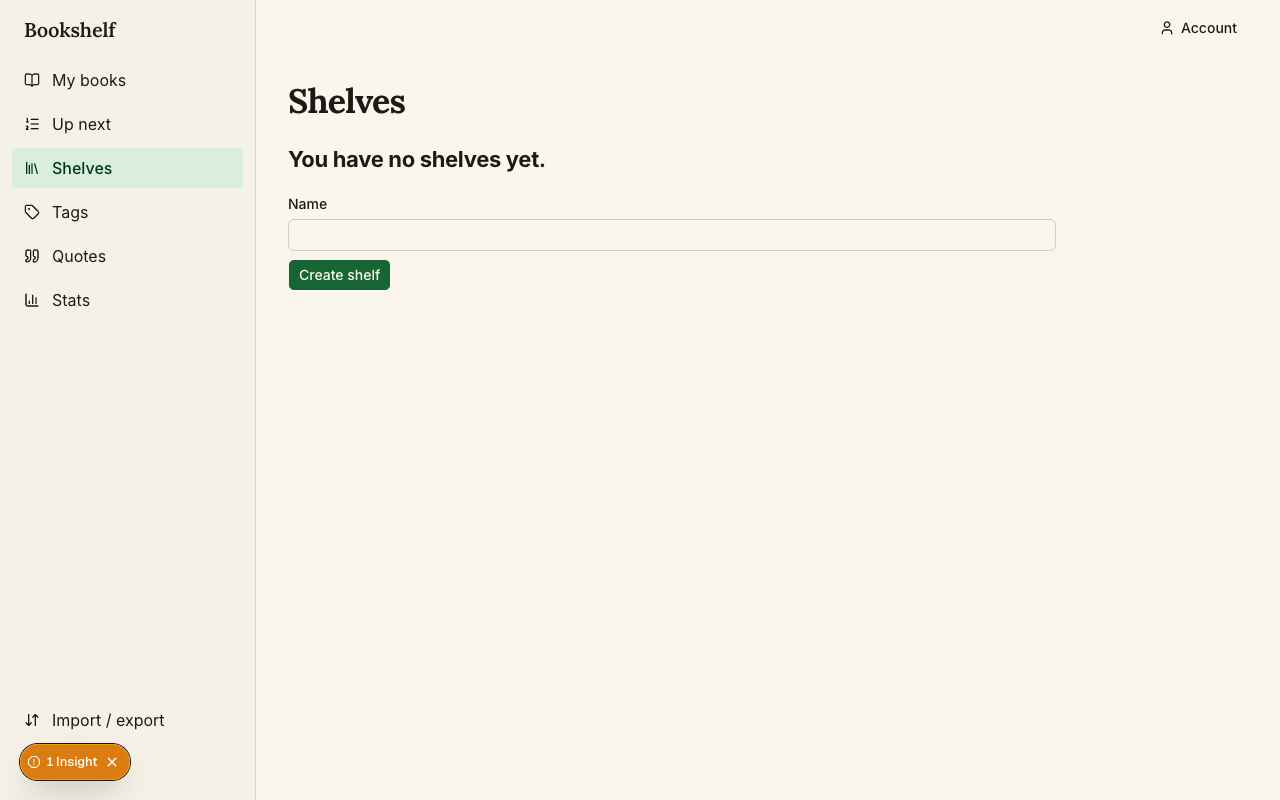 Bookshelf
Account
My books
Up next
Shelves
Tags
Quotes
Stats
Shelves
You have no shelves yet.
Name
Create shelf
Import / export
1 Insight